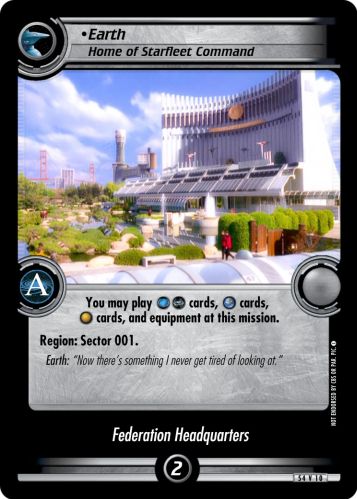 •Earth
Home of Starfleet Command
A
You may play cards, cards,
cards, and equipment at this mission.
Region: Sector 001.
Earth: "Now there's something I never get tired of looking at."
Federation Headquarters
2
54 V 18
NOT ENDORSED BY CBS OR PAR. PIC.